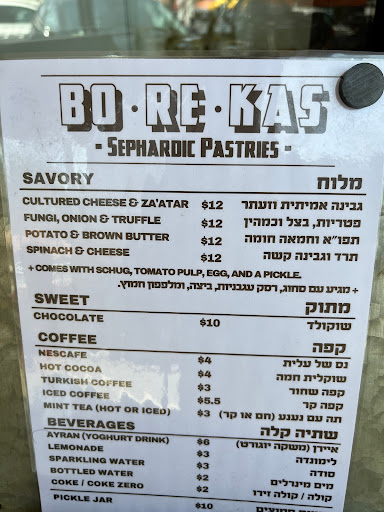 BO·RE·KAS
- SEPHARDIC PASTRIES -
SAVORY מלוח
CULTURED CHEESE & ZA'ATAR $12 גבינה אמיתית וזעתר
FUNGI, ONION & TRUFFLE $12 פטריות, בצל וכמהין
POTATO & BROWN BUTTER $12 תפו״א וחמאה חומה
SPINACH & CHEESE $12 תרד וגבינה קשה
+ COMES WITH SCHUG, TOMATO PULP, EGG, AND A PICKLE.
+ מגיע עם סחוג, רסק עגבניות, ביצה, ומלפפון חמוץ.
SWEET מתוק
CHOCOLATE $10 שוקולד
COFFEE קפה
NESCAFE $4 נס של עלית
HOT COCOA $4 שוקלית חמה
TURKISH COFFEE $3 קפה שחור
ICED COFFEE $5.5 קפה קר
MINT TEA (HOT OR ICED) $3 תה עם נענע (חם או קר)
BEVERAGES שתיה קלה
AYRAN (YOGHURT DRINK) $6 איירן (משקה יוגורט)
LEMONADE $3 לימונדה
SPARKLING WATER $3 סודה
BOTTLED WATER $2 מים מינרלים
COKE / COKE ZERO $2 קולה / קולה זירו
PICKLE JAR $10